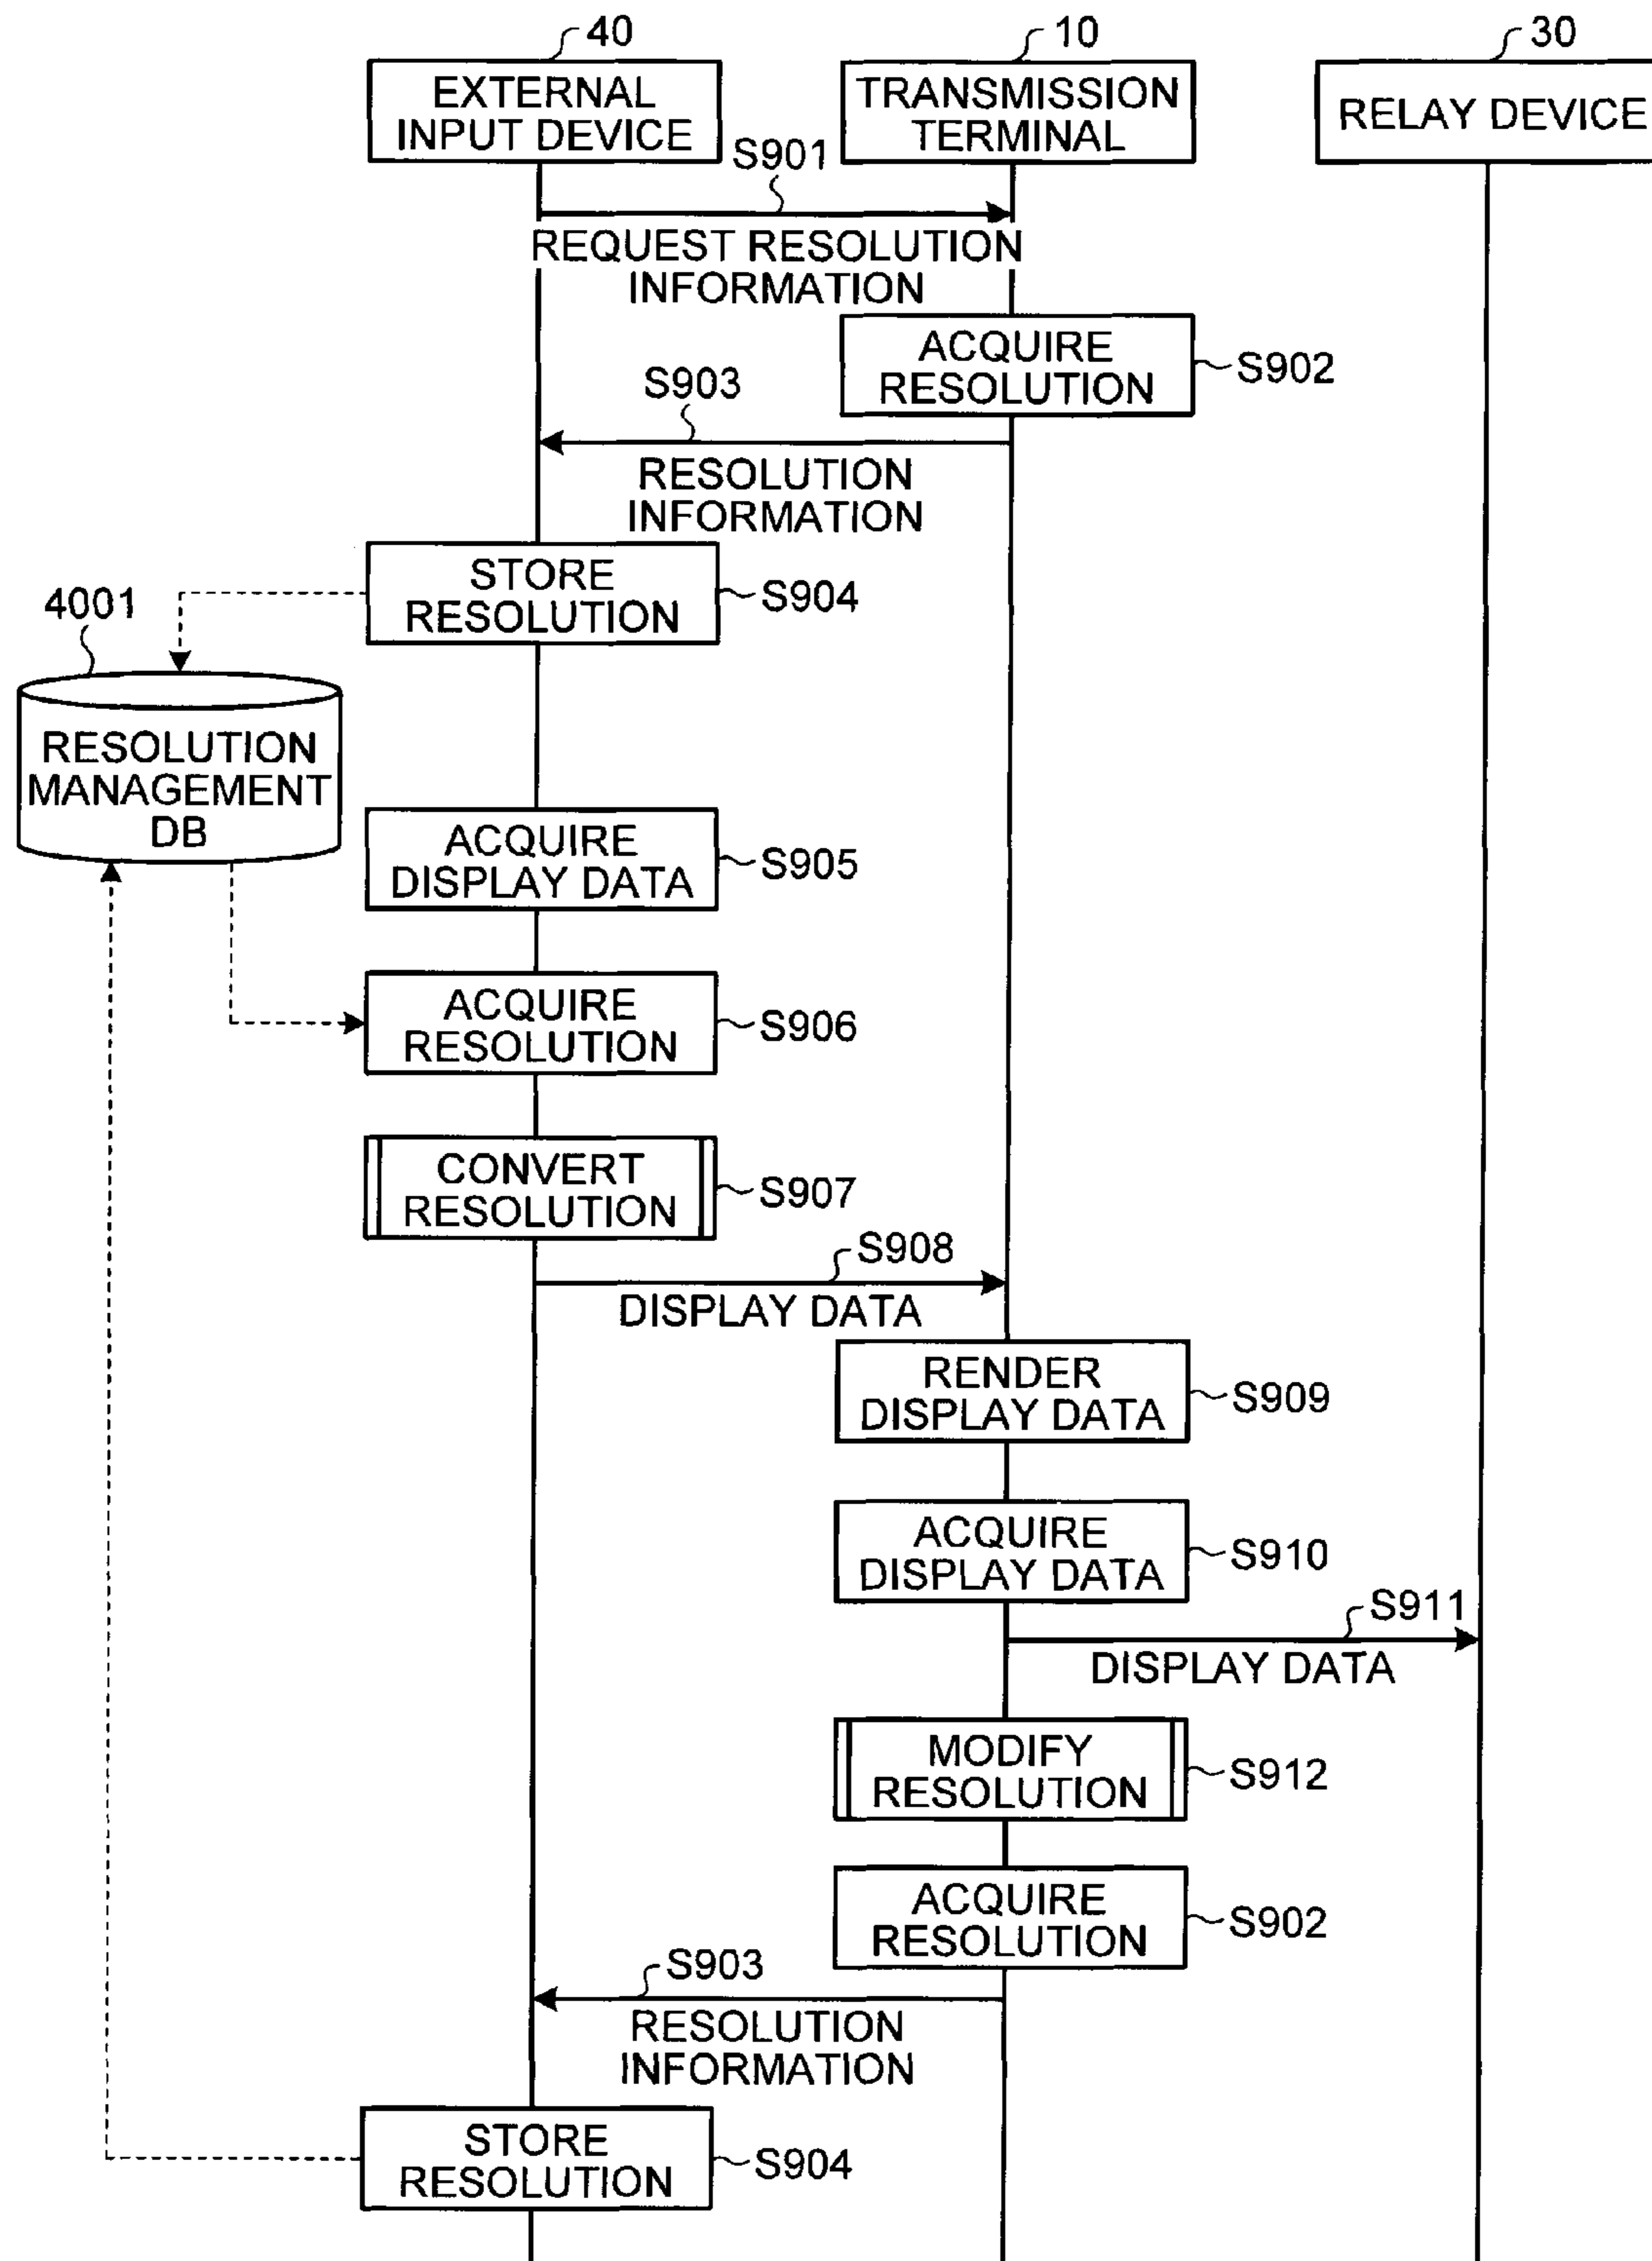 40
10
30
EXTERNAL
INPUT DEVICE
TRANSMISSION
TERMINAL
RELAY DEVICE
S901
REQUEST RESOLUTION
INFORMATION
ACQUIRE
RESOLUTION
S902
S903
RESOLUTION
INFORMATION
STORE
RESOLUTION
S904
4001
RESOLUTION
MANAGEMENT
DB
ACQUIRE
DISPLAY DATA
S905
ACQUIRE
RESOLUTION
S906
CONVERT
RESOLUTION
S907
S908
DISPLAY DATA
RENDER
DISPLAY DATA
S909
ACQUIRE
DISPLAY DATA
S910
S911
DISPLAY DATA
MODIFY
RESOLUTION
S912
ACQUIRE
RESOLUTION
S902
S903
RESOLUTION
INFORMATION
STORE
RESOLUTION
S904